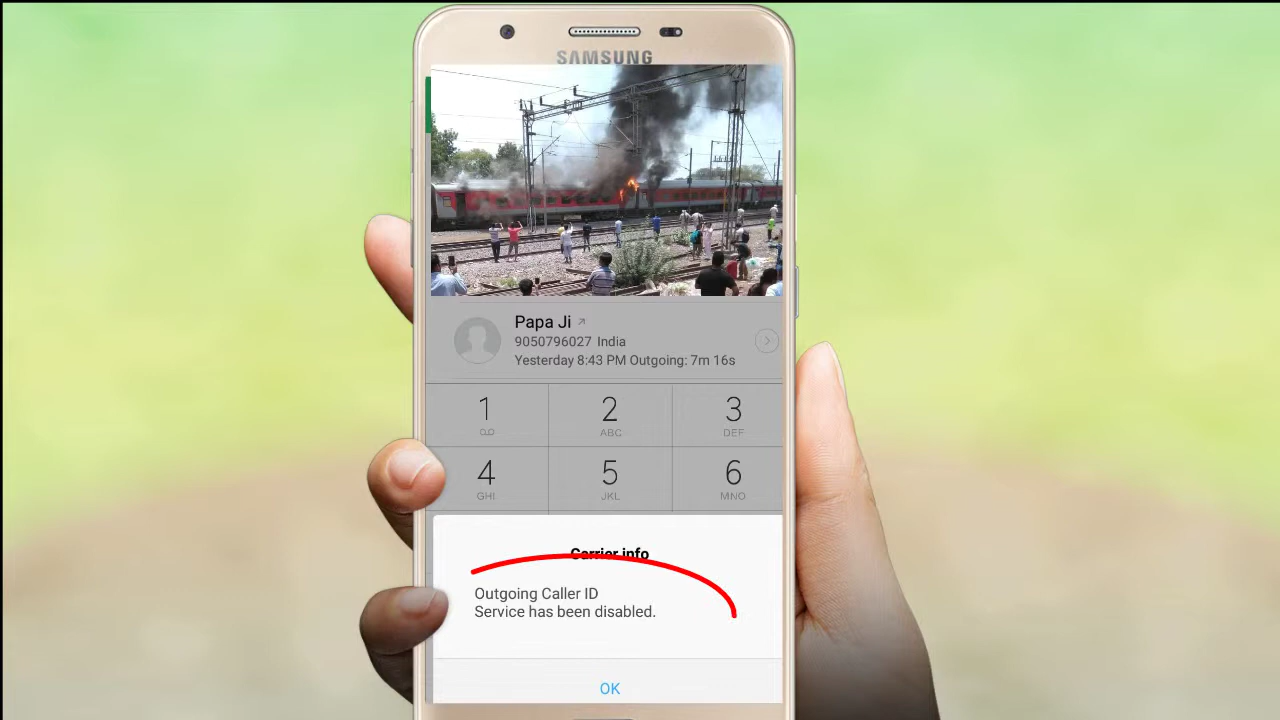 SAMSUNG
Papa Ji
9050796027 India
Yesterday 8:43 PM Outgoing: 7m 16s
1
2
3
ABC
DEF
4
5
6
GHI
JKL
MNO
Carrier info
Outgoing Caller ID
Service has been disabled.
OK